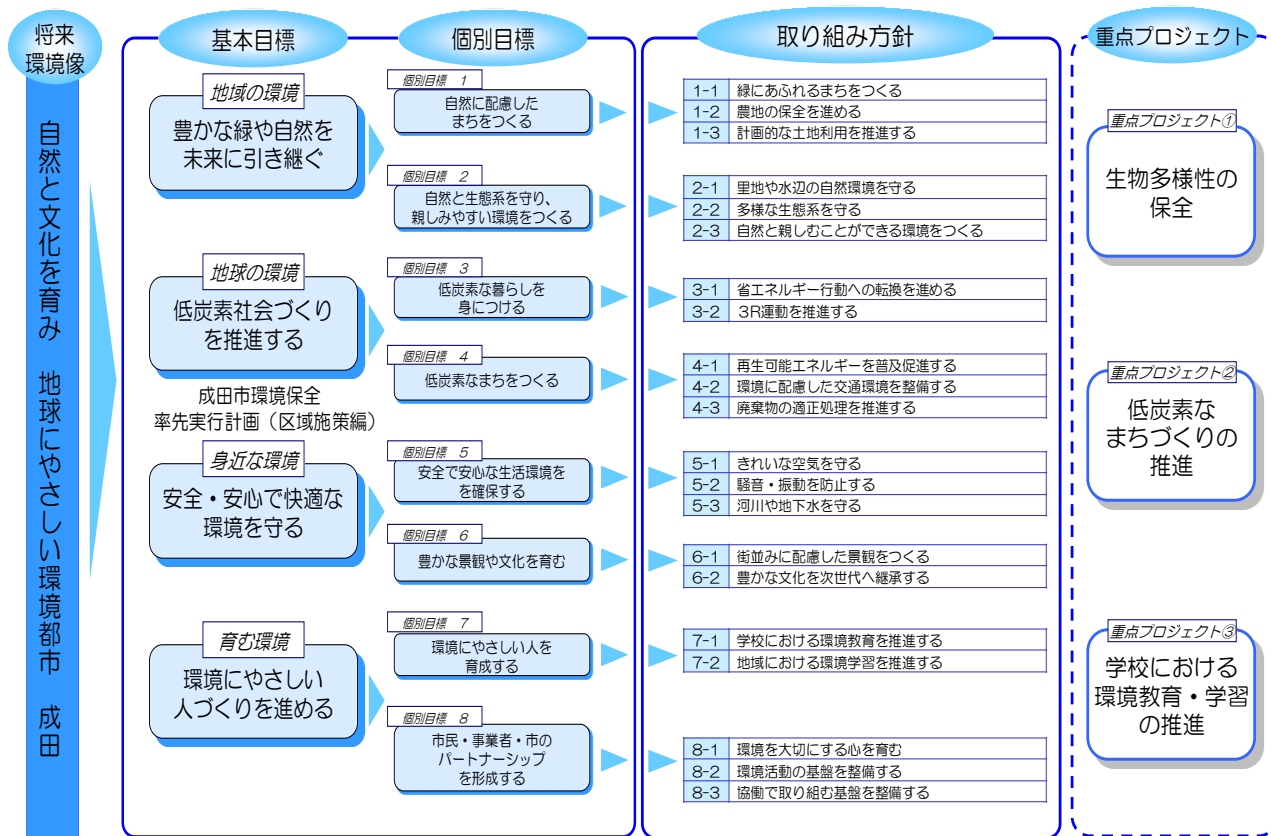 将来
環境像
自然と文化を育み　地球にやさしい環境都市　成田
基本目標
個別目標
取り組み方針
重点プロジェクト
地域の環境
豊かな緑や自然を
未来に引き継ぐ
個別目標 1
自然に配慮した
まちをつくる
1-1 緑にあふれるまちをつくる
1-2 農地の保全を進める
1-3 計画的な土地利用を推進する
個別目標 2
自然と生態系を守り、
親しみやすい環境をつくる
2-1 里地や水辺の自然環境を守る
2-2 多様な生態系を守る
2-3 自然と親しむことができる環境をつくる
地球の環境
低炭素社会づくり
を推進する
成田市環境保全
率先実行計画（区域施策編）
個別目標 3
低炭素な暮らしを
身につける
3-1 省エネルギー行動への転換を進める
3-2 3R運動を推進する
個別目標 4
低炭素なまちをつくる
4-1 再生可能エネルギーを普及促進する
4-2 環境に配慮した交通環境を整備する
4-3 廃棄物の適正処理を推進する
身近な環境
安全・安心で快適な
環境を守る
個別目標 5
安全で安心な生活環境を
を確保する
5-1 きれいな空気を守る
5-2 騒音・振動を防止する
5-3 河川や地下水を守る
個別目標 6
豊かな景観や文化を育む
6-1 街並みに配慮した景観をつくる
6-2 豊かな文化を次世代へ継承する
育む環境
環境にやさしい
人づくりを進める
個別目標 7
環境にやさしい人を
育成する
7-1 学校における環境教育を推進する
7-2 地域における環境学習を推進する
個別目標 8
市民・事業者・市の
パートナーシップ
を形成する
8-1 環境を大切にする心を育む
8-2 環境活動の基盤を整備する
8-3 協働で取り組む基盤を整備する
重点プロジェクト①
生物多様性の
保全
重点プロジェクト②
低炭素な
まちづくりの
推進
重点プロジェクト③
学校における
環境教育・学習
の推進